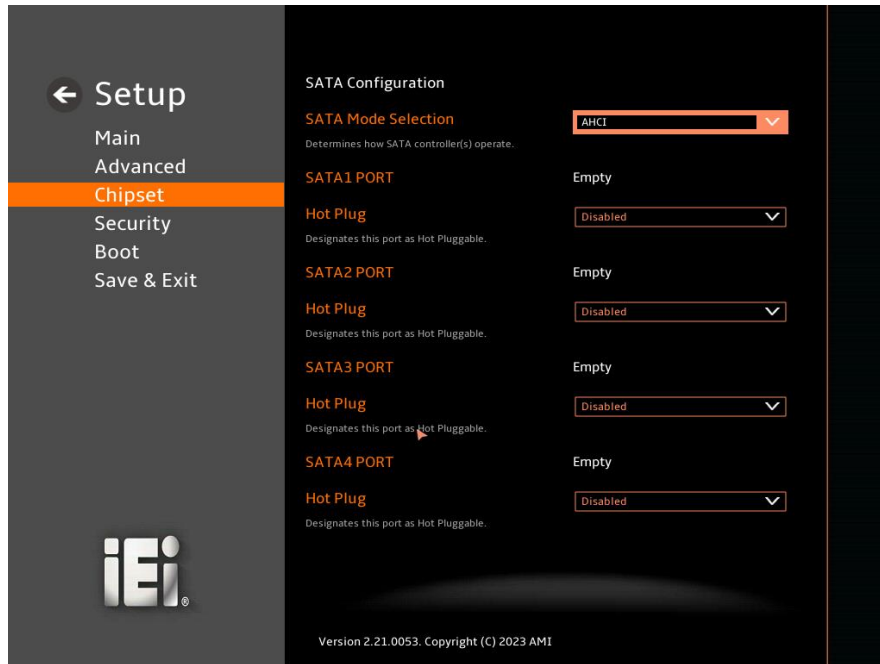 Setup
Main
Advanced
Chipset
Security
Boot
Save & Exit
iEi®
SATA Configuration
SATA Mode Selection AHCI
Determines how SATA controller(s) operate.
SATA1 PORT Empty
Hot Plug Disabled
Designates this port as Hot Pluggable.
SATA2 PORT Empty
Hot Plug Disabled
Designates this port as Hot Pluggable.
SATA3 PORT Empty
Hot Plug Disabled
Designates this port as Hot Pluggable.
SATA4 PORT Empty
Hot Plug Disabled
Designates this port as Hot Pluggable.
Version 2.21.0053. Copyright (C) 2023 AMI